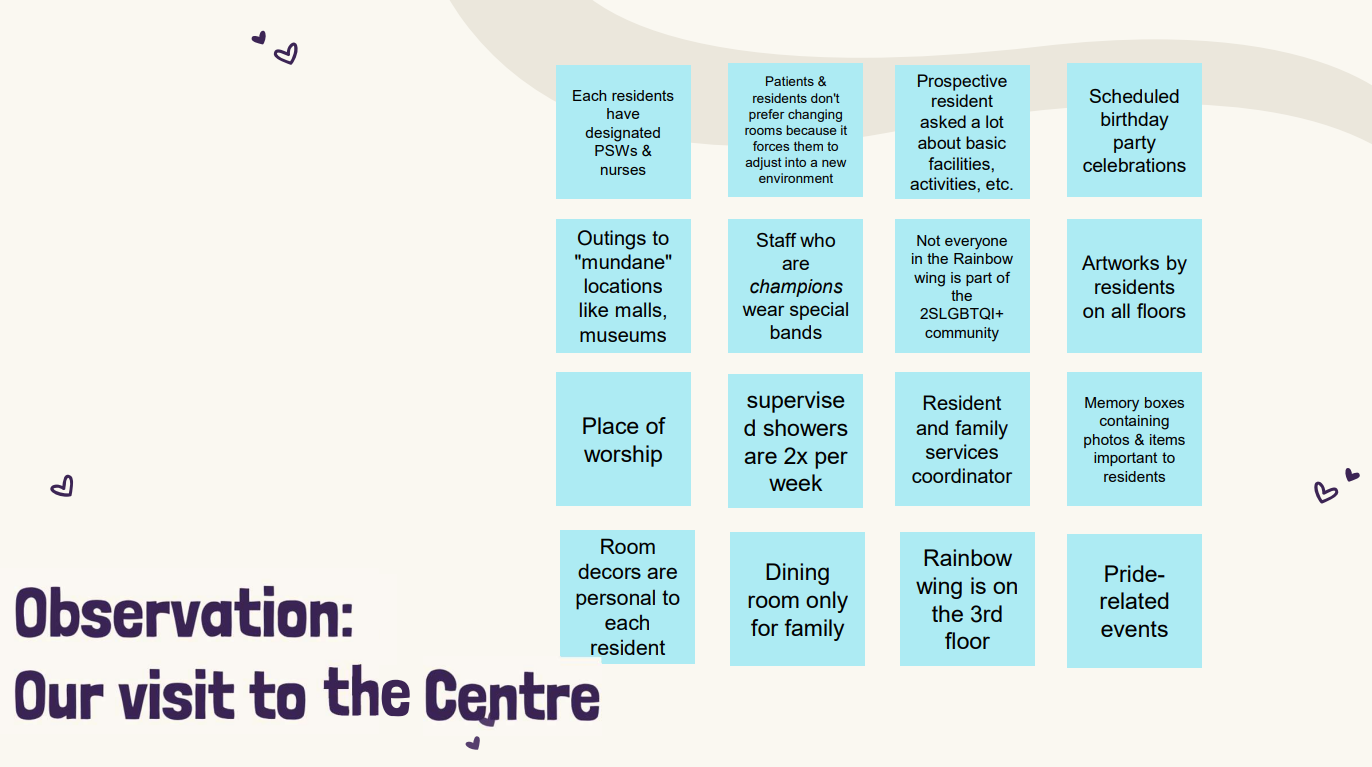 Each residents
have
designated
PSWs &
nurses
Patients &
residents don't
prefer changing
rooms because it
forces them to
adjust into a new
environment
Prospective
resident
asked a lot
about basic
facilities,
activities, etc.
Scheduled
birthday
party
celebrations
Outings to
"mundane"
locations
like malls,
museums
Staff who
are
champions
wear special
bands
Not everyone
in the Rainbow
wing is part of
the
2SLGBTQI+
community
Artworks by
residents
on all floors
Place of
worship
supervise
d showers
are 2x per
week
Resident
and family
services
coordinator
Memory boxes
containing
photos & items
important to
residents
Room
decors are
personal to
each
resident
Dining
room only
for family
Rainbow
wing is on
the 3rd
floor
Pride-
related
events
Observation:
Our visit to the Centre